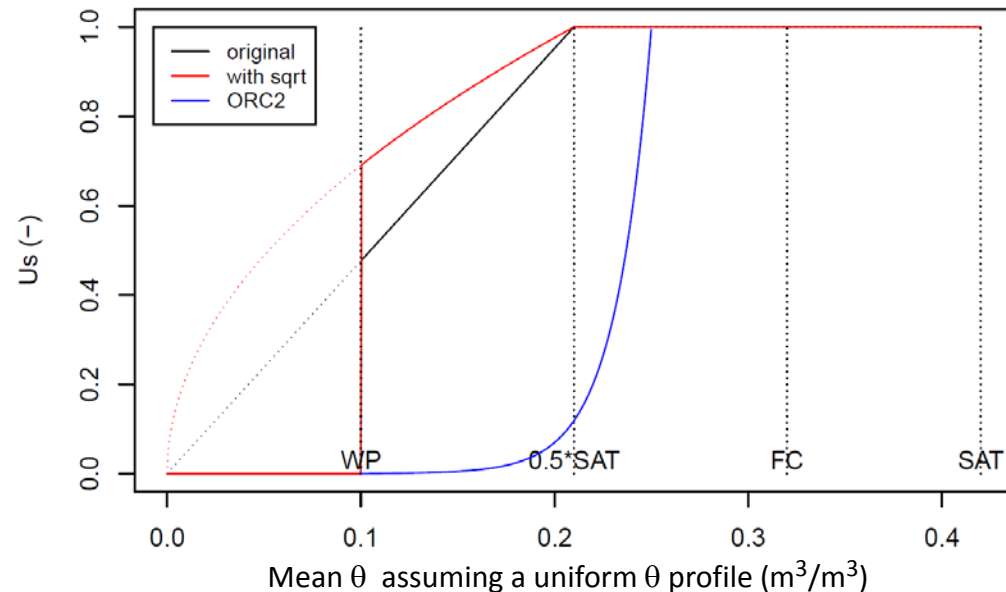 original
with sqrt
ORC2
Us (−)
1.0
0.8
0.6
0.4
0.2
0.0
WP
0.5*SAT
FC
SAT
0.0
0.1
0.2
0.3
0.4
Mean θ assuming a uniform θ profile (m³/m³)